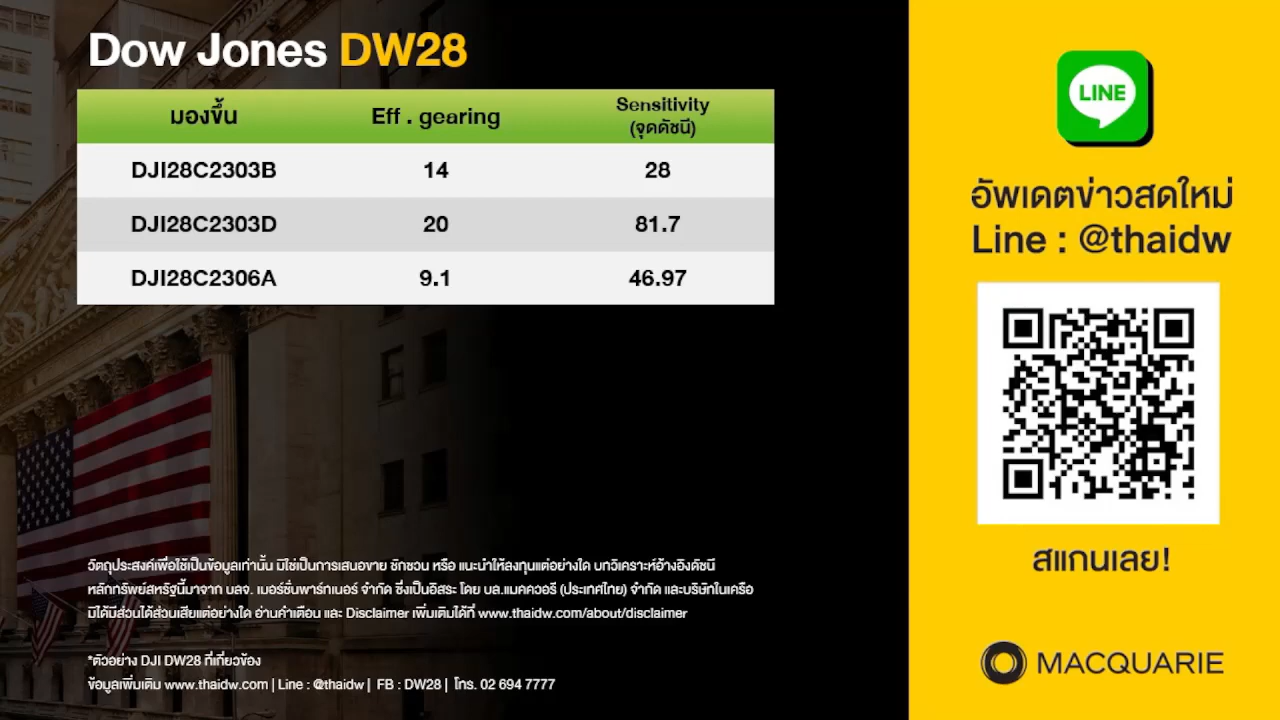 Dow Jones DW28
มองขึ้น Eff . gearing Sensitivity (จุดดัชนี)
DJI28C2303B 14 28
DJI28C2303D 20 81.7
DJI28C2306A 9.1 46.97
วัตถุประสงค์เพื่อใช้เป็นข้อมูลเท่านั้น มิใช่เป็นการเสนอขาย ชักชวน หรือ แนะนำให้ลงทุนแต่อย่างใด บทวิเคราะห์อ้างอิงดัชนี
หลักทรัพย์สหรัฐนี้มาจาก บลจ. เมอร์ชั่นพาร์ทเนอร์ จำกัด ซึ่งเป็นอิสระ โดย บล.แมคควอรี (ประเทศไทย) จำกัด และบริษัทในเครือ
มิได้มีส่วนได้ส่วนเสียแต่อย่างใด อ่านคำเตือน และ Disclaimer เพิ่มเติมได้ที่ www.thaidw.com/about/disclaimer
*ตัวอย่าง DJI DW28 ที่เกี่ยวข้อง
ข้อมูลเพิ่มเติม www.thaidw.com | Line : @thaidw | FB : DW28 | โทร. 02 694 7777
LINE
อัพเดตข่าวสดใหม่
Line : @thaidw
สแกนเลย!
MACQUARIE